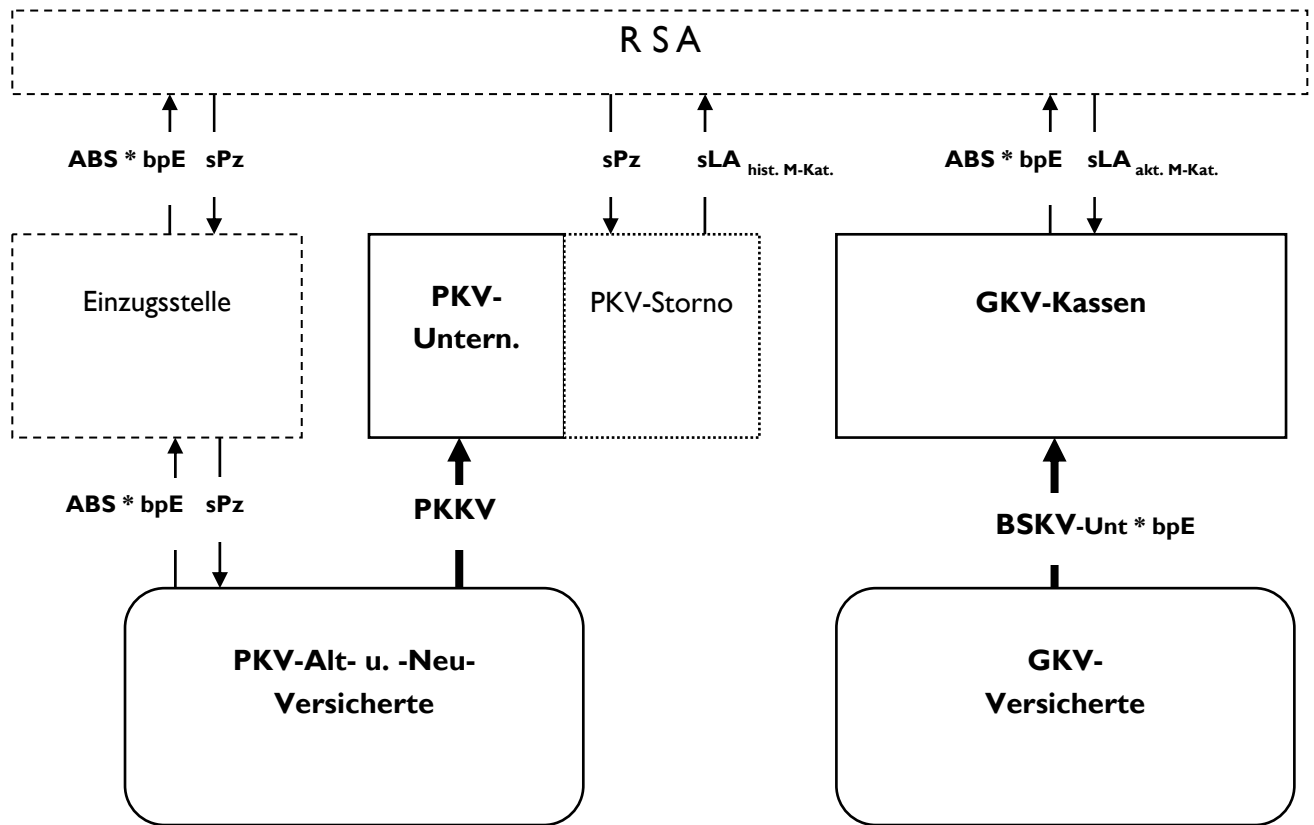 R S A
ABS * bpE sPz
sPz sLA hist. M-Kat.
ABS * bpE sLA akt. M-Kat.
Einzugsstelle
PKV-
Untern.
PKV-Storno
GKV-Kassen
ABS * bpE sPz
PKKV
BSKV-Unt * bpE
PKV-Alt- u. -Neu-
Versicherte
GKV-
Versicherte